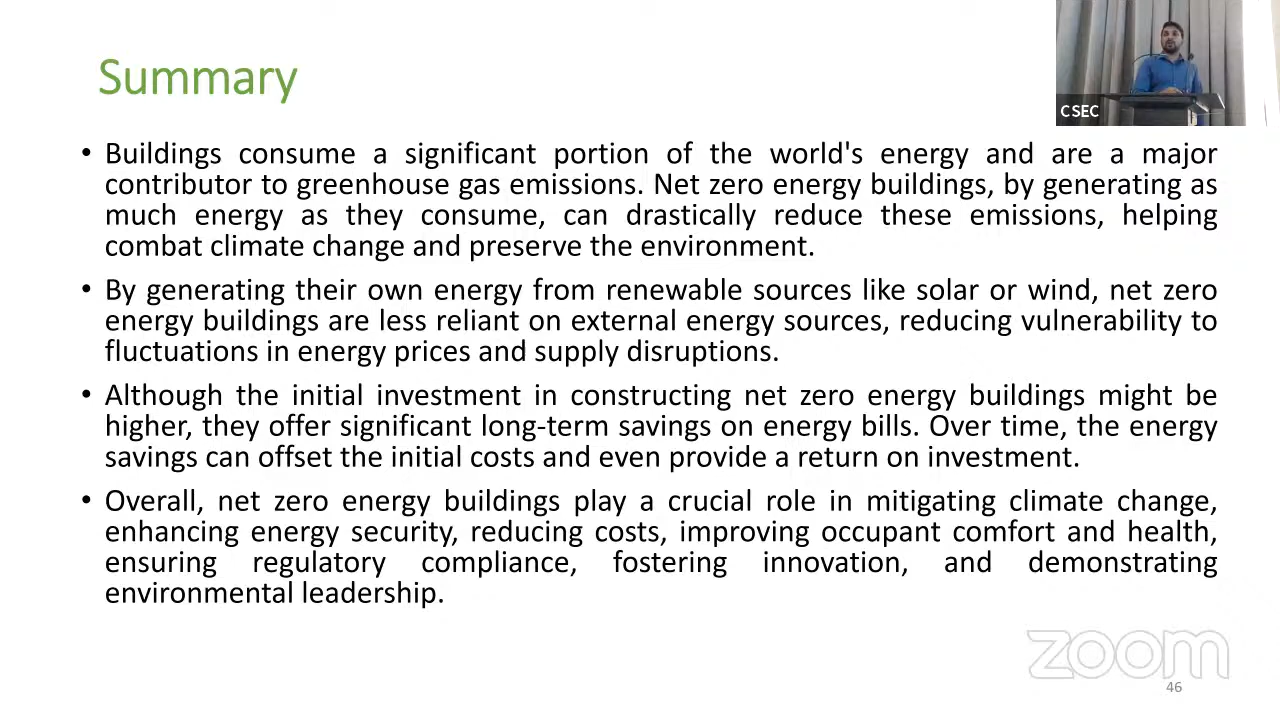 Summary
CSEC
• Buildings consume a significant portion of the world's energy and are a major
contributor to greenhouse gas emissions. Net zero energy buildings, by generating as
much energy as they consume, can drastically reduce these emissions, helping
combat climate change and preserve the environment.
• By generating their own energy from renewable sources like solar or wind, net zero
energy buildings are less reliant on external energy sources, reducing vulnerability to
fluctuations in energy prices and supply disruptions.
• Although the initial investment in constructing net zero energy buildings might be
higher, they offer significant long-term savings on energy bills. Over time, the energy
savings can offset the initial costs and even provide a return on investment.
• Overall, net zero energy buildings play a crucial role in mitigating climate change,
enhancing energy security, reducing costs, improving occupant comfort and health,
ensuring regulatory compliance, fostering innovation, and demonstrating
environmental leadership.
zoom
46